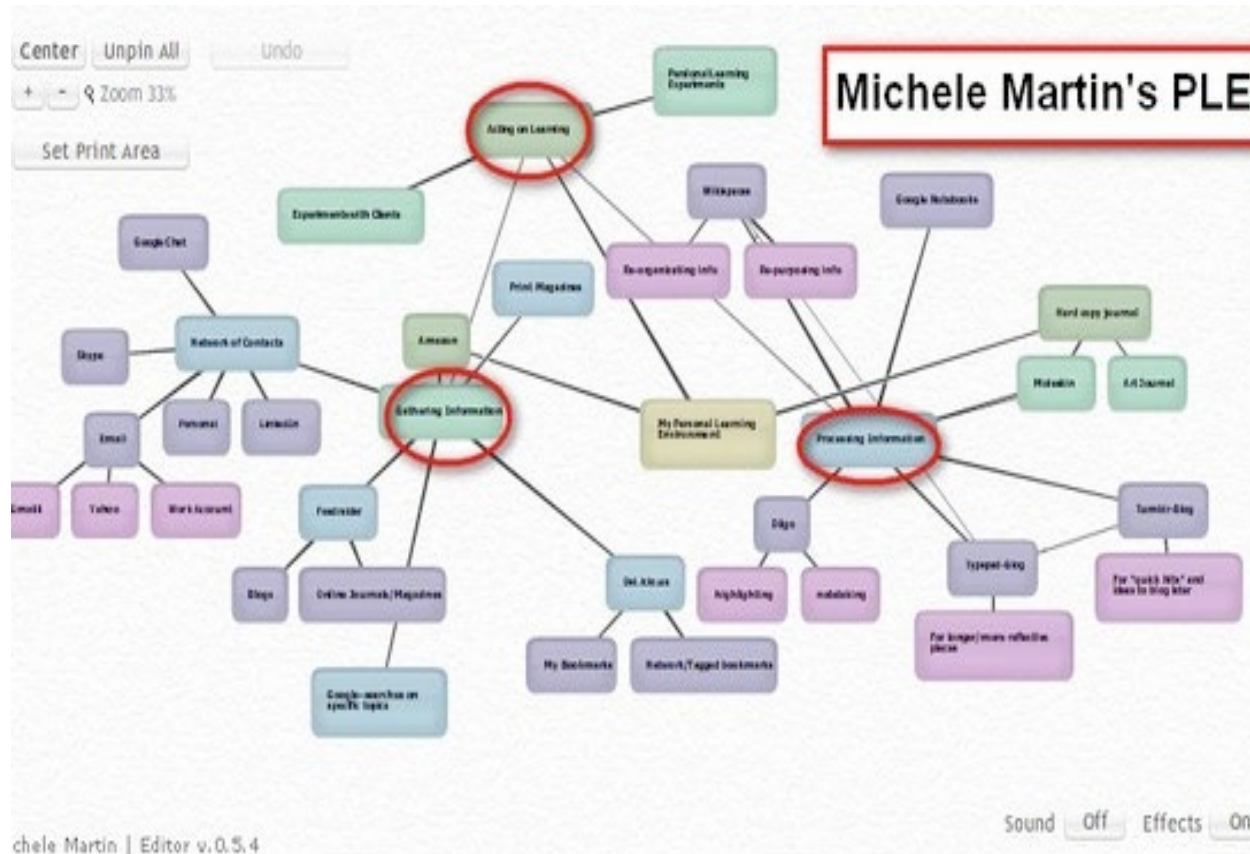 Center Unpin All Undo
+ - Zoom 33%
Set Print Area
Michele Martin's PLE
Personal Learning
Experiments
Acting on Learning
Experiments with Clients
Wikispaces
Google Notebooks
Google Chat
Re-organizating Info
Re-purposing Info
Print Magazines
Hard copy journal
Skype
Network of Contacts
Amazon
Moleskin
Art Journal
Email
Personal
LinkedIn
Gathering Information
My Personal Learning
Environment
Processing Information
Gmail
Yahoo
Work Account
Feedreader
Diigo
Tumblr-Blog
Blogs
Online Journals/Magazines
Del.icio.us
highlighting
notetaking
Typepad-Blog
For "quick hits" and
ideas to blog later
My Bookmarks
Network/Tagged bookmarks
For longer/more reflective
pieces
Google-searches on
specific topics
Sound Off Effects On
chele Martin | Editor v.0.5.4